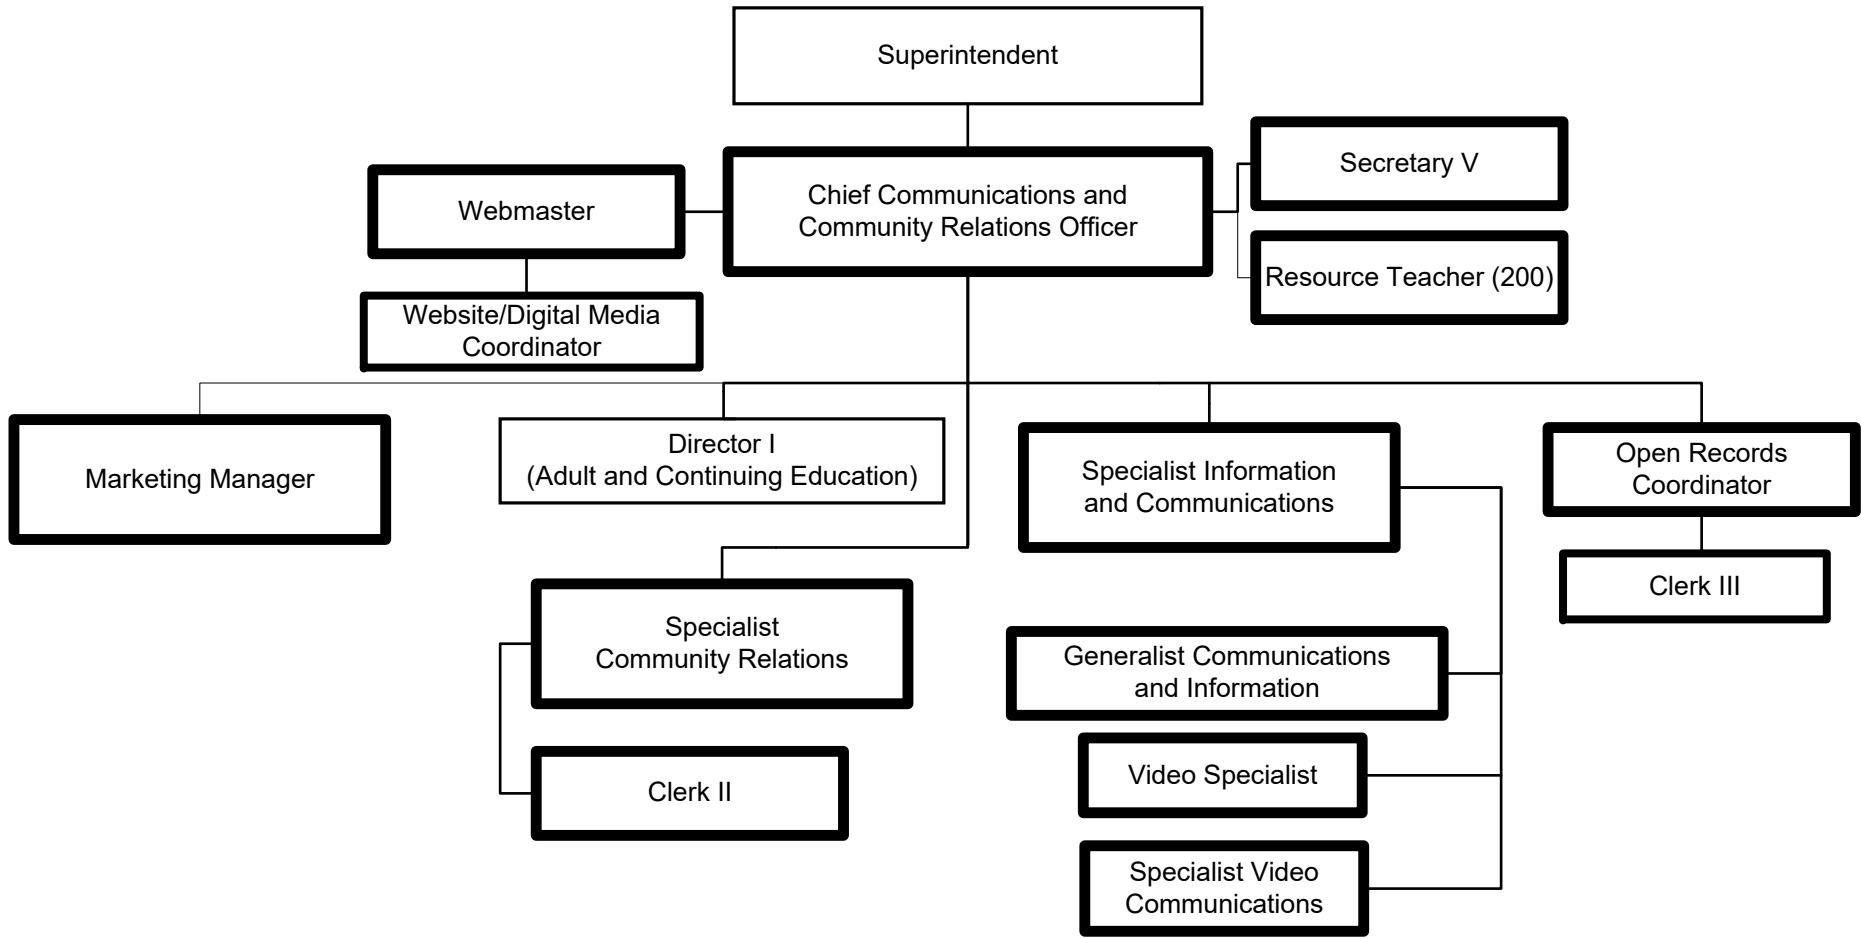 Superintendent
Chief Communications and
Community Relations Officer
Secretary V
Webmaster
Resource Teacher (200)
Website/Digital Media
Coordinator
Marketing Manager
Director I
(Adult and Continuing Education)
Specialist Information
and Communications
Open Records
Coordinator
Clerk III
Specialist
Community Relations
Generalist Communications
and Information
Video Specialist
Clerk II
Specialist Video
Communications